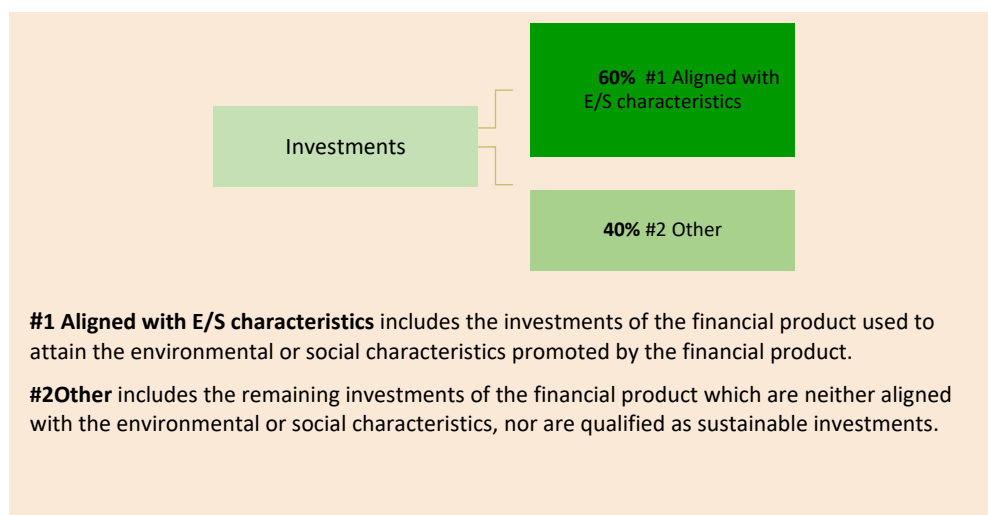 60% #1 Aligned with
E/S characteristics
Investments
40% #2 Other
#1 Aligned with E/S characteristics includes the investments of the financial product used to
attain the environmental or social characteristics promoted by the financial product.
#2Other includes the remaining investments of the financial product which are neither aligned
with the environmental or social characteristics, nor are qualified as sustainable investments.